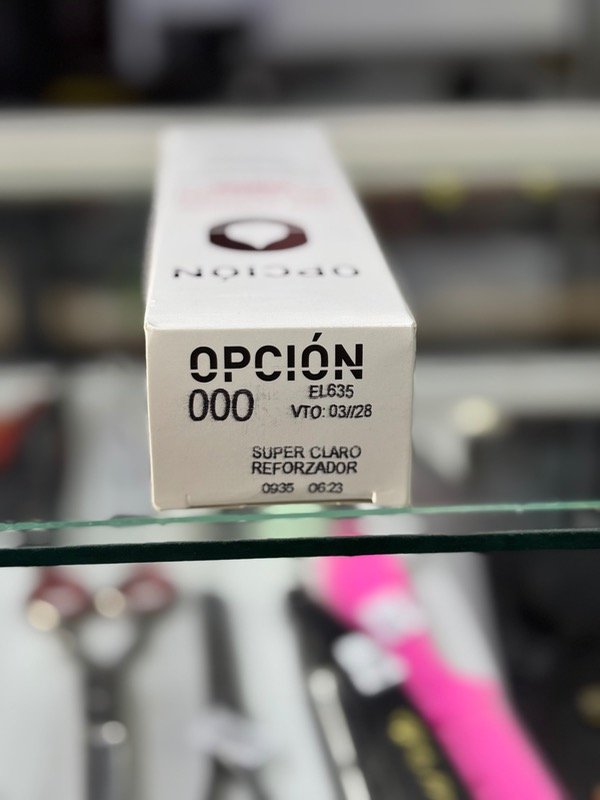 OPCIÓN
OPCIÓN
000
EL635
VTO: 03//28
SUPER CLARO
REFORZADOR
0935 06:23